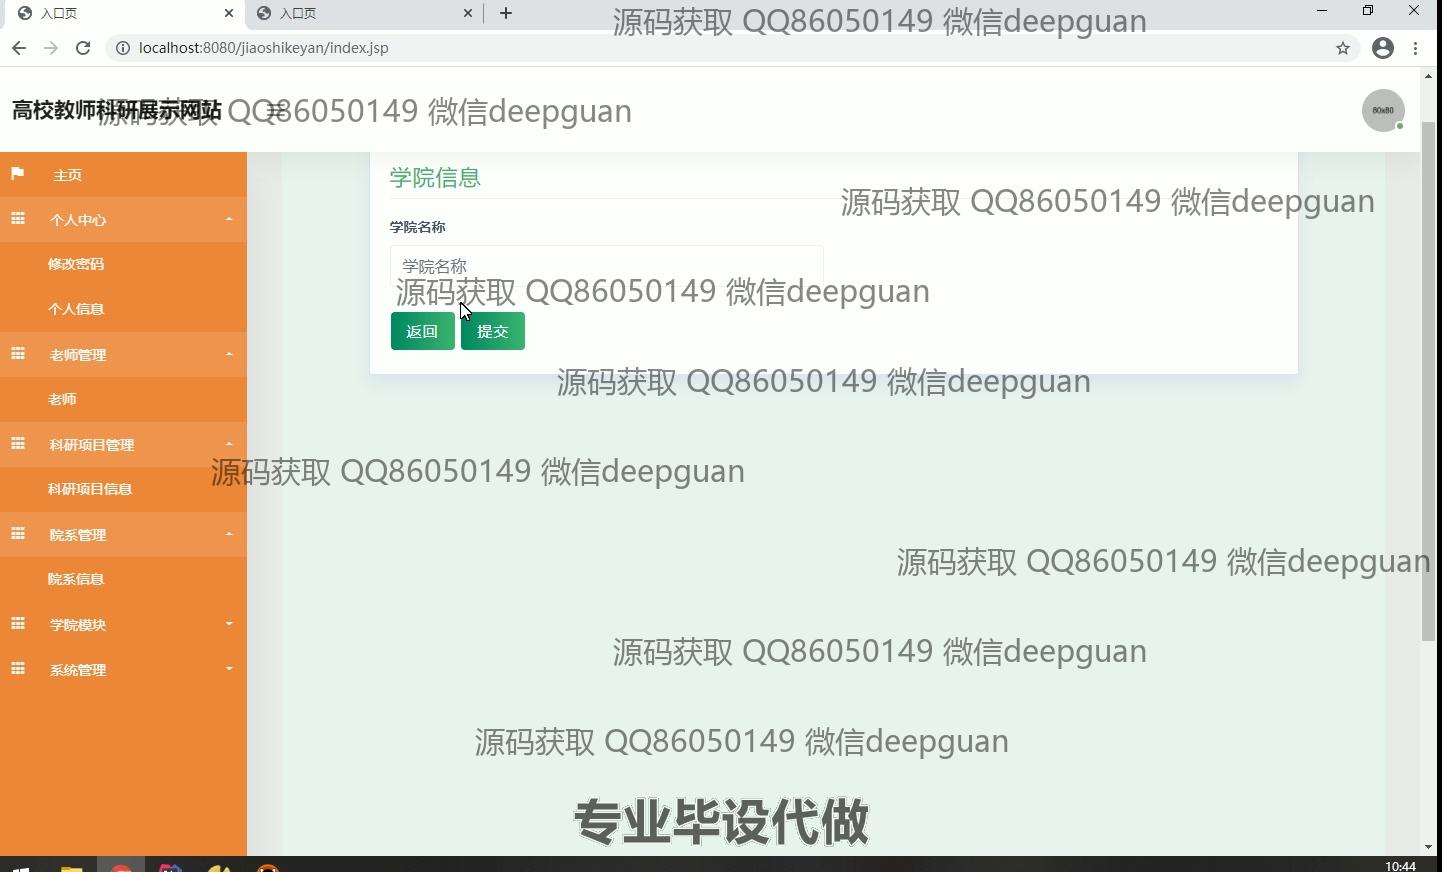 入口页
入口页
源码获取 QQ86050149 微信deepguan
localhost:8080/jiaoshikeyan/index.jsp
高校教师科研展示网站
源码获取 QQ86050149 微信deepguan
80x80
主页
学院信息
源码获取 QQ86050149 微信deepguan
个人中心
学院名称
修改密码
学院名称
源码获取 QQ86050149 微信deepguan
个人信息
返回
提交
老师管理
源码获取 QQ86050149 微信deepguan
老师
科研项目管理
源码获取 QQ86050149 微信deepguan
科研项目信息
院系管理
源码获取 QQ86050149 微信deepguan
院系信息
学院模块
源码获取 QQ86050149 微信deepguan
系统管理
源码获取 QQ86050149 微信deepguan
专业毕设代做
10:44